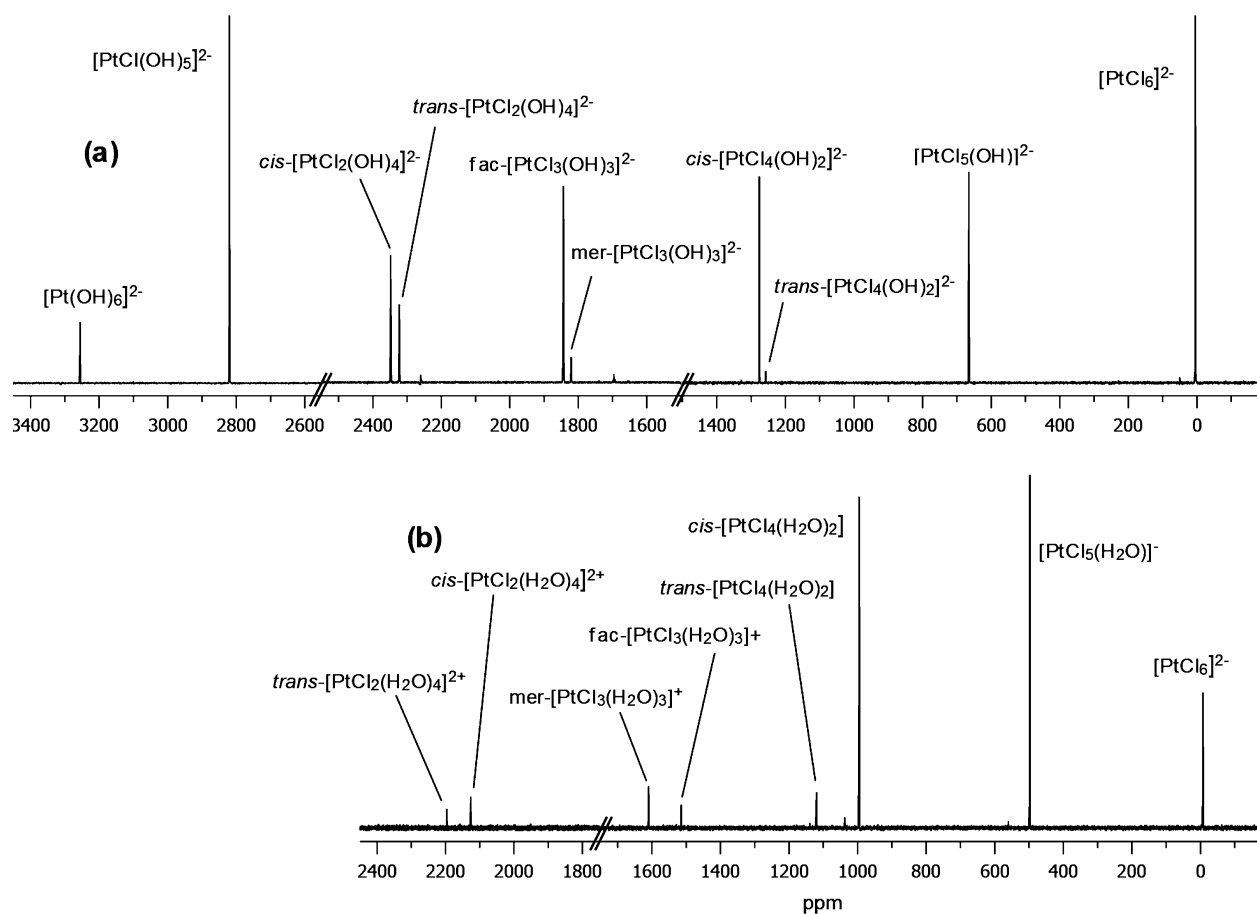 [PtCl(OH)₅]²⁻
[PtCl₆]²⁻
trans-[PtCl₂(OH)₄]²⁻
(a)
cis-[PtCl₂(OH)₄]²⁻
fac-[PtCl₃(OH)₃]²⁻
cis-[PtCl₄(OH)₂]²⁻
[PtCl₅(OH)]²⁻
mer-[PtCl₃(OH)₃]²⁻
trans-[PtCl₄(OH)₂]²⁻
[Pt(OH)₆]²⁻
3400 3200 3000 2800 2600 2400 2200 2000 1800 1600 1400 1200 1000 800 600 400 200 0
(b)
cis-[PtCl₄(H₂O)₂]
[PtCl₅(H₂O)]⁻
cis-[PtCl₂(H₂O)₄]²⁺
trans-[PtCl₄(H₂O)₂]
fac-[PtCl₃(H₂O)₃]+
[PtCl₆]²⁻
trans-[PtCl₂(H₂O)₄]²⁺
mer-[PtCl₃(H₂O)₃]⁺
2400 2200 2000 1800 1600 1400 1200 1000 800 600 400 200 0
ppm